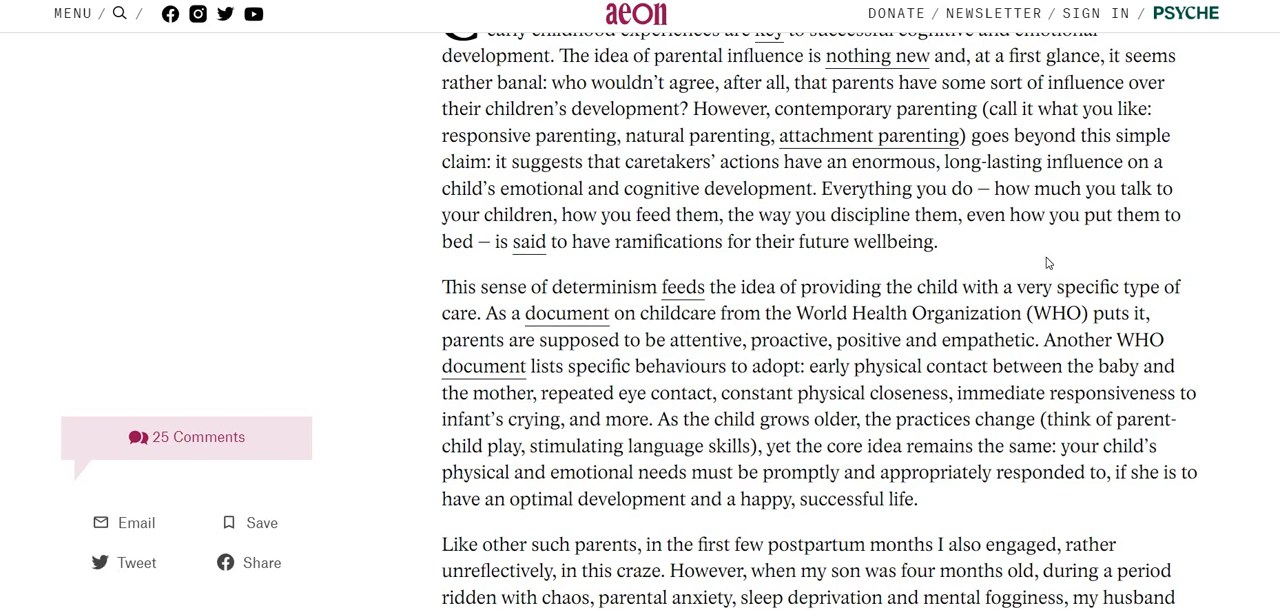 MENU / /
aeon
DONATE / NEWSLETTER / SIGN IN / PSYCHE
early childhood experiences are key to successful cognitive and emotional
development. The idea of parental influence is nothing new and, at a first glance, it seems
rather banal: who wouldn’t agree, after all, that parents have some sort of influence over
their children’s development? However, contemporary parenting (call it what you like:
responsive parenting, natural parenting, attachment parenting) goes beyond this simple
claim: it suggests that caretakers’ actions have an enormous, long-lasting influence on a
child’s emotional and cognitive development. Everything you do – how much you talk to
your children, how you feed them, the way you discipline them, even how you put them to
bed – is said to have ramifications for their future wellbeing.
This sense of determinism feeds the idea of providing the child with a very specific type of
care. As a document on childcare from the World Health Organization (WHO) puts it,
parents are supposed to be attentive, proactive, positive and empathetic. Another WHO
document lists specific behaviours to adopt: early physical contact between the baby and
the mother, repeated eye contact, constant physical closeness, immediate responsiveness to
infant’s crying, and more. As the child grows older, the practices change (think of parent-
child play, stimulating language skills), yet the core idea remains the same: your child’s
physical and emotional needs must be promptly and appropriately responded to, if she is to
have an optimal development and a happy, successful life.
Like other such parents, in the first few postpartum months I also engaged, rather
unreflectively, in this craze. However, when my son was four months old, during a period
ridden with chaos, parental anxiety, sleep deprivation and mental fogginess, my husband
25 Comments
Email
Save
Tweet
Share